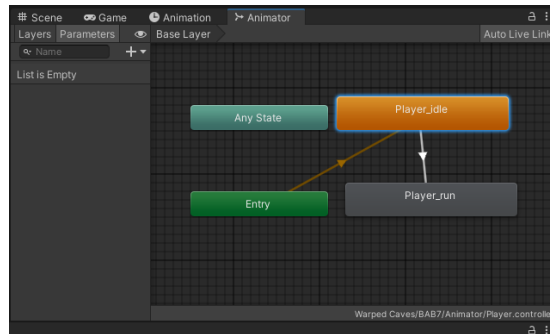 Scene Game Animation Animator
Layers Parameters Base Layer Auto Live Link
Name
List is Empty
Player_idle
Any State
Player_run
Entry
Warped Caves/BAB7/Animator/Player.controlle